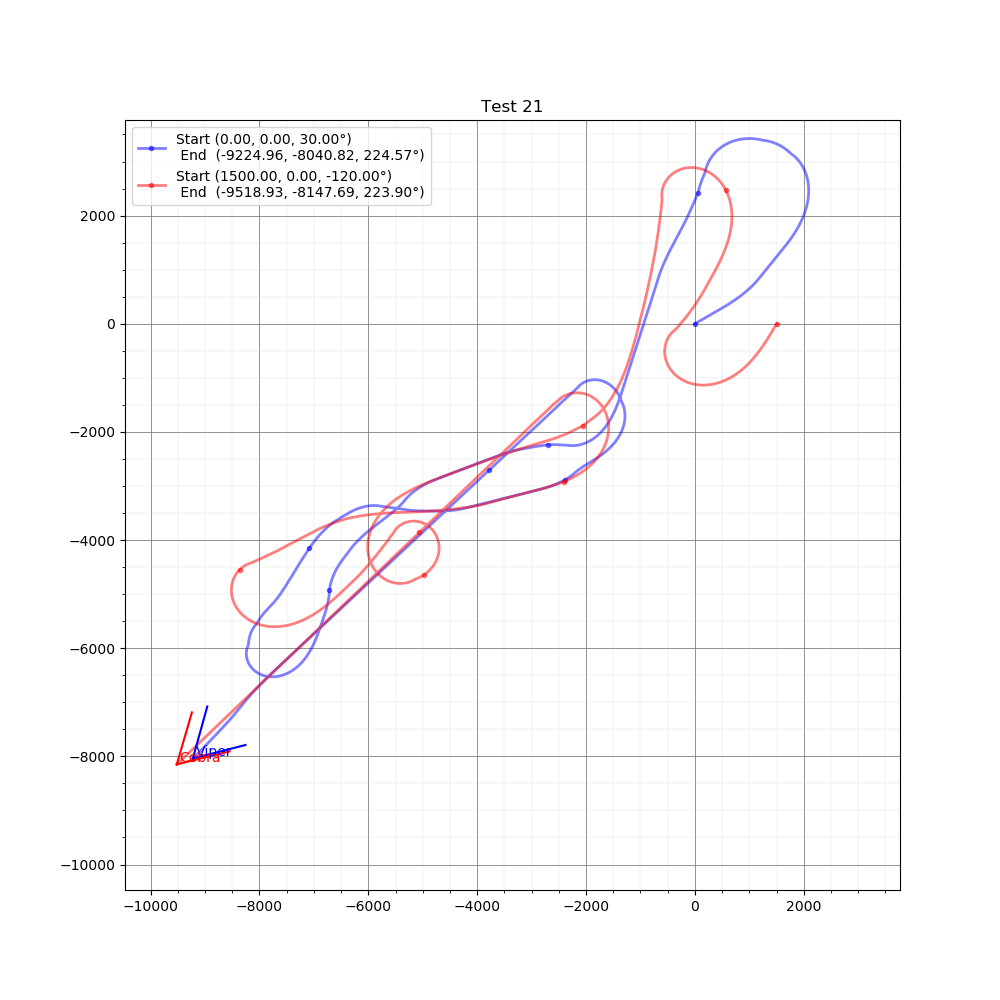 Test 21
Start (0.00, 0.00, 30.00°)
End (-9224.96, -8040.82, 224.57°)
Start (1500.00, 0.00, -120.00°)
End (-9518.93, -8147.69, 223.90°)
2000
0
−2000
−4000
−6000
−8000
−10000
Viper
Cobra
−10000 −8000 −6000 −4000 −2000 0 2000